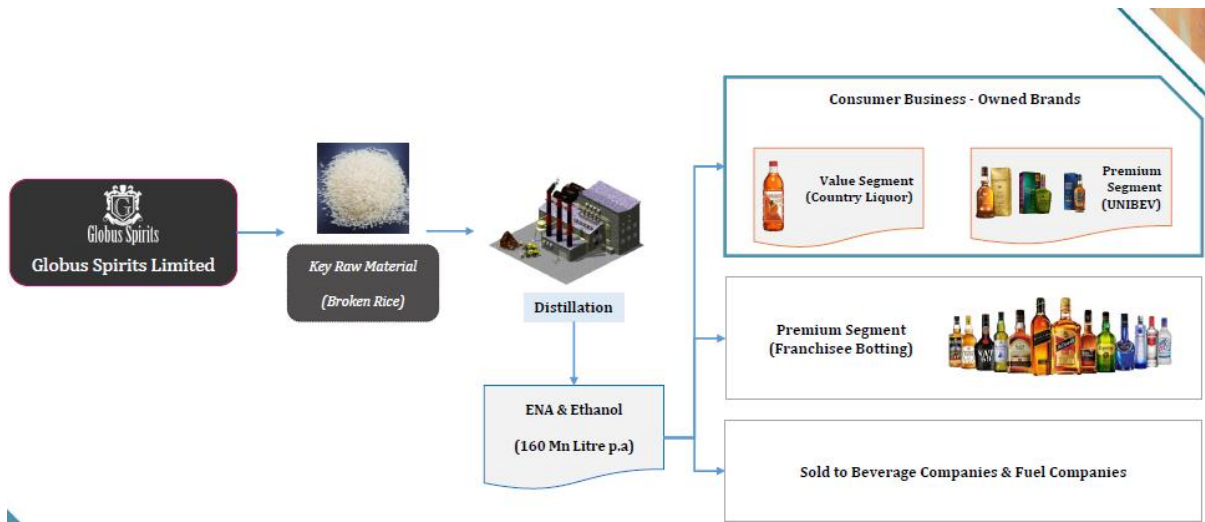 G
Globus Spirits
Globus Spirits Limited
Key Raw Material
(Broken Rice)
Distillation
ENA & Ethanol
(160 Mn Litre p.a)
Consumer Business - Owned Brands
Value Segment
(Country Liquor)
Premium
Segment
(UNIBEV)
Premium Segment
(Franchisee Botting)
Sold to Beverage Companies & Fuel Companies